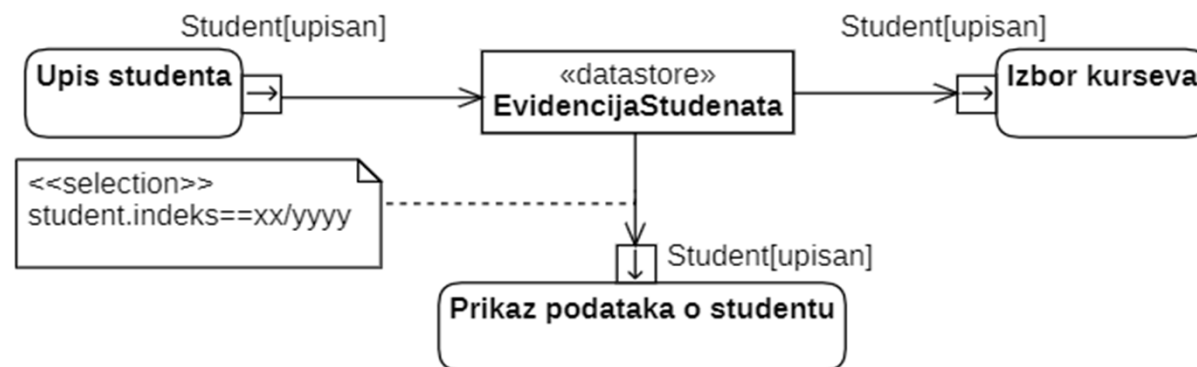 Student[upisan]
Student[upisan]
Upis studenta
«datastore»
EvidencijaStudenata
Izbor kurseva
<<selection>>
student.indeks==xx/yyyy
Student[upisan]
Prikaz podataka o studentu